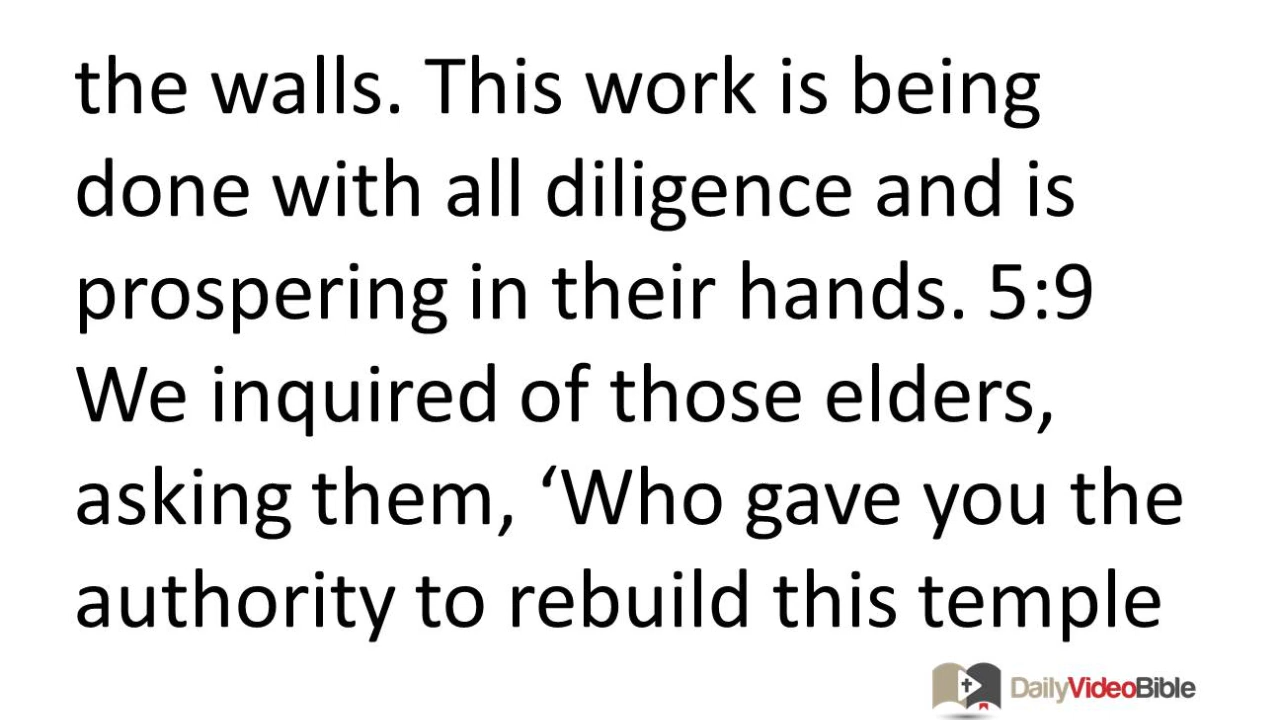 the walls. This work is being
done with all diligence and is
prospering in their hands. 5:9
We inquired of those elders,
asking them, ‘Who gave you the
authority to rebuild this temple
DailyVideoBible